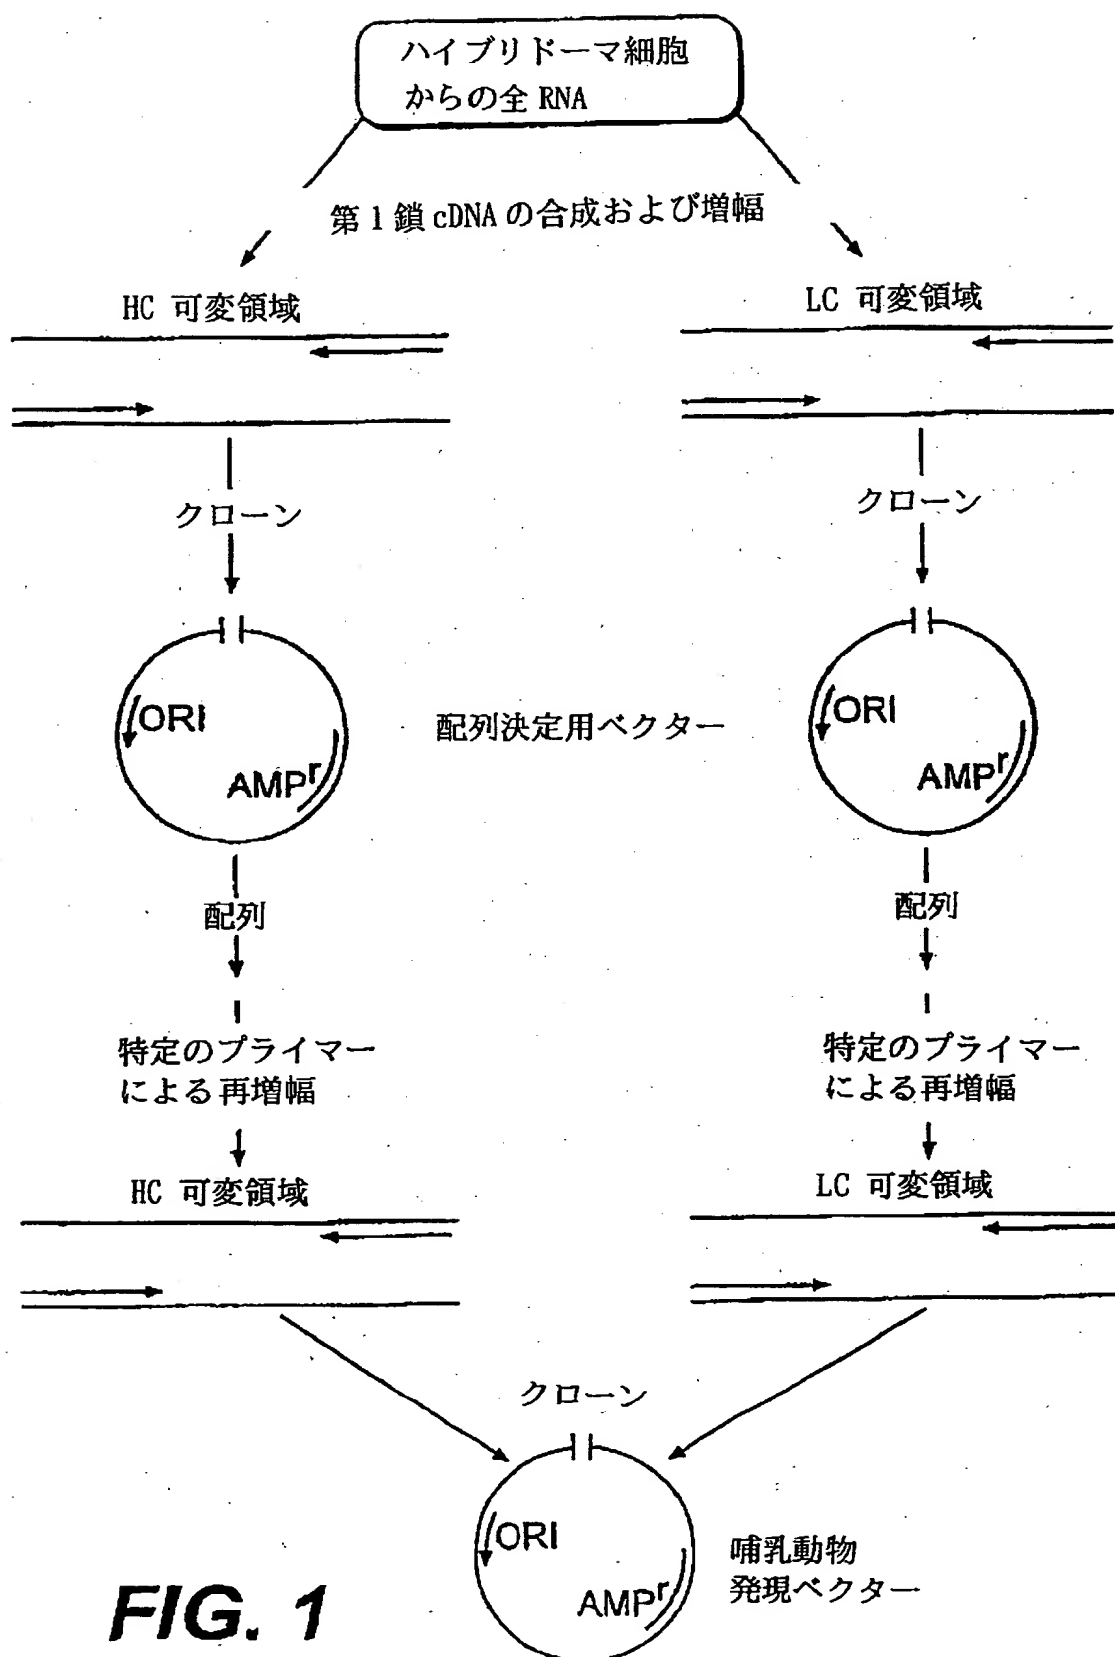 ハイブリドーマ細胞
からの全 RNA
第1鎖 cDNA の合成および増幅
HC 可変領域
LC 可変領域
クローン
クローン
ORI
AMPr
配列決定用ベクター
ORI
AMPr
配列
配列
特定のプライマー
による再増幅
特定のプライマー
による再増幅
HC 可変領域
LC 可変領域
クローン
ORI
AMPr
哺乳動物
発現ベクター
FIG. 1